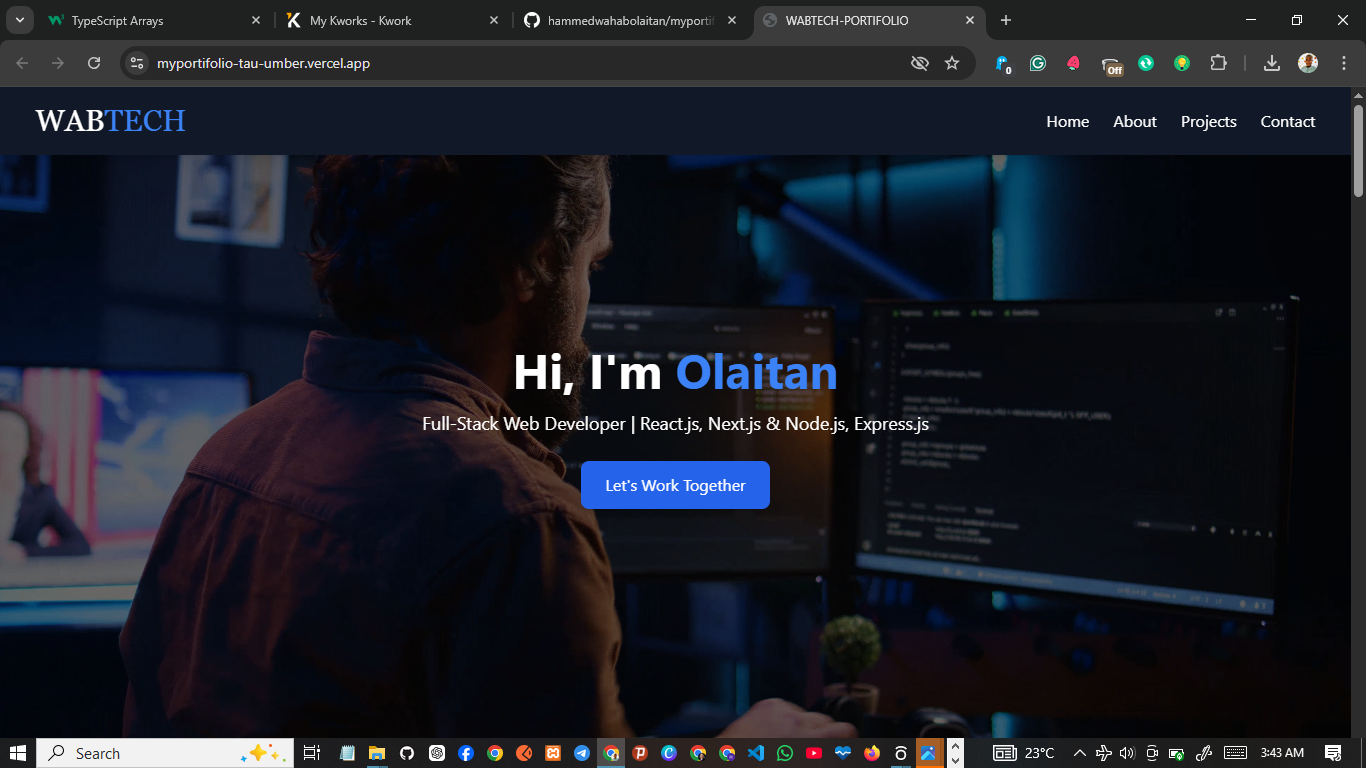 TypeScript Arrays
My Kworks - Kwork
hammedwahabolaitan/myportif
WABTECH-PORTIFOLIO
myportifolio-tau-umber.vercel.app
0
Off
WABTECH
Home
About
Projects
Contact
Hi, I'm Olaitan
Full-Stack Web Developer | React.js, Next.js & Node.js, Express.js
Let's Work Together
Search
23°C
3:43 AM